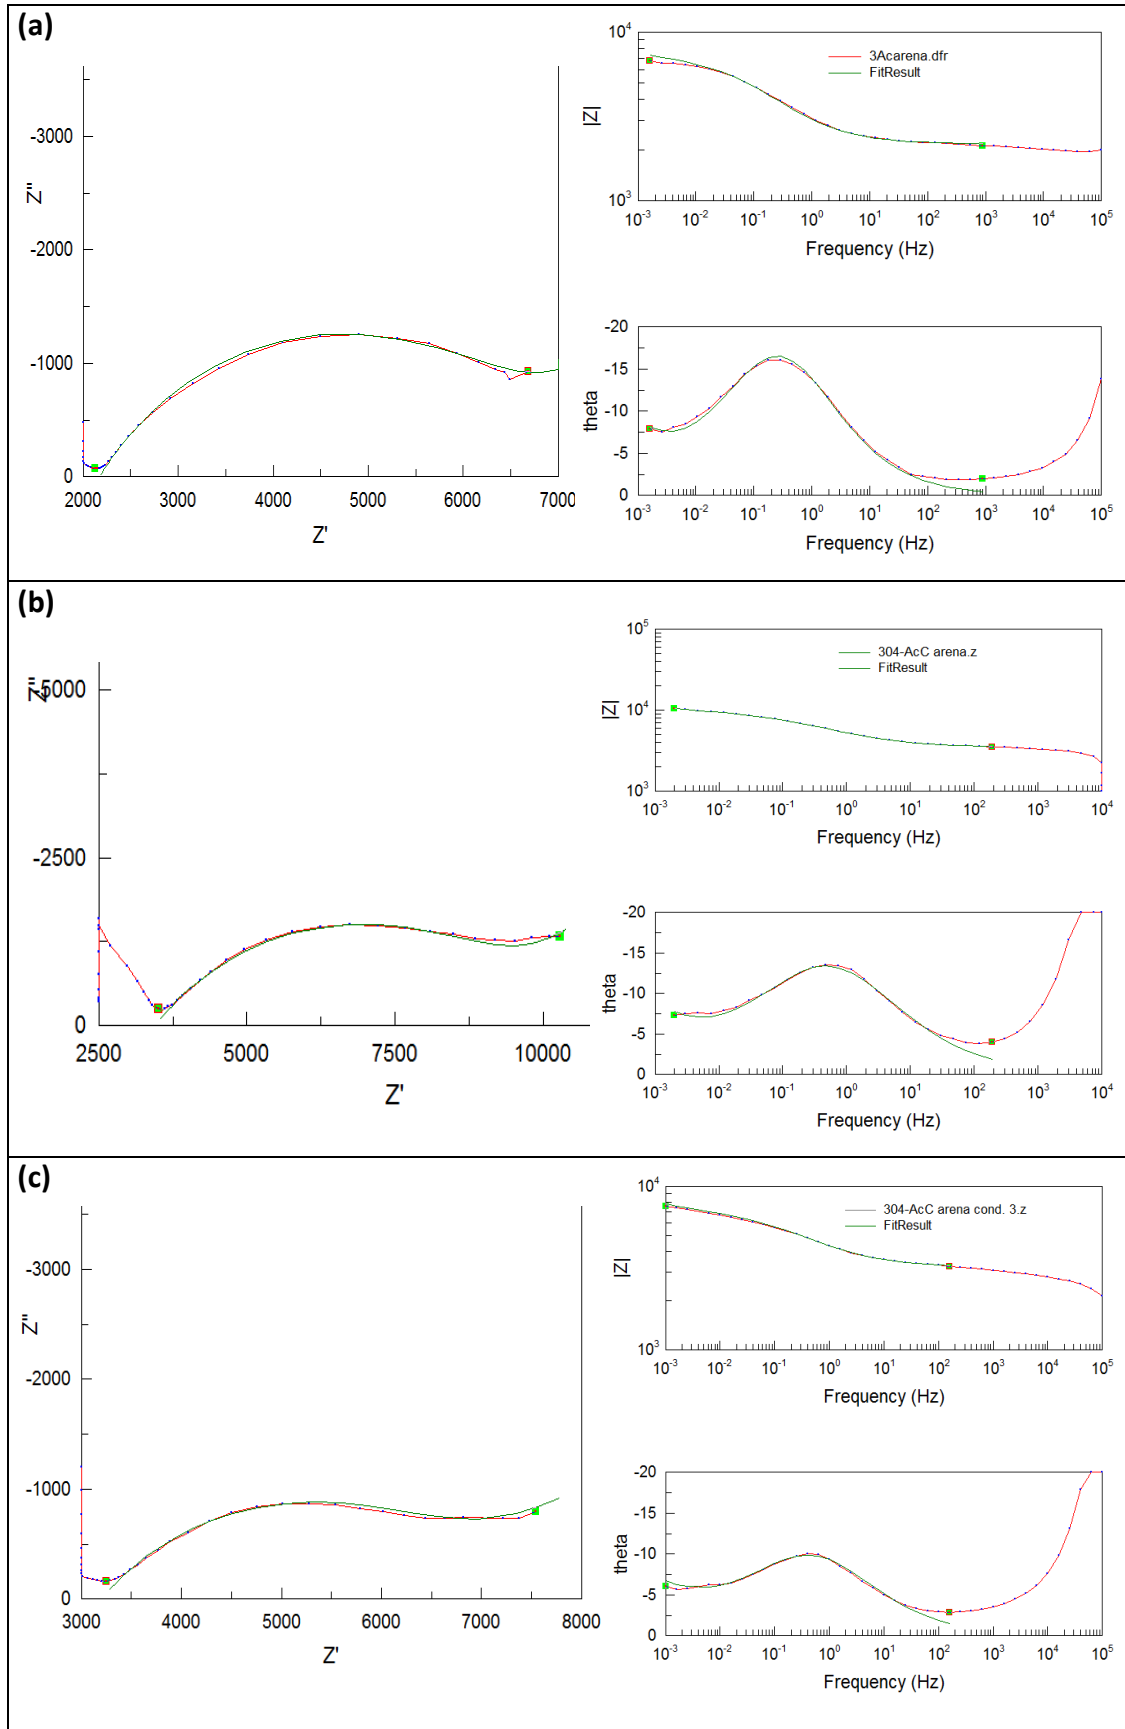 (a)
-3000
-2000
-1000
0
2000 3000 4000 5000 6000 7000
Z''
Z'
10^4
10^3
|Z|
3Acarena.dfr
FitResult
10^-3 10^-2 10^-1 10^0 10^1 10^2 10^3 10^4 10^5
Frequency (Hz)
-20
-15
-10
-5
0
theta
10^-3 10^-2 10^-1 10^0 10^1 10^2 10^3 10^4 10^5
Frequency (Hz)
(b)
-5000
-2500
0
2500 5000 7500 10000
Z''
Z'
10^5
10^4
10^3
|Z|
304-AcC arena.z
FitResult
10^-3 10^-2 10^-1 10^0 10^1 10^2 10^3 10^4
Frequency (Hz)
-20
-15
-10
-5
0
theta
10^-3 10^-2 10^-1 10^0 10^1 10^2 10^3 10^4
Frequency (Hz)
(c)
-3000
-2000
-1000
0
3000 4000 5000 6000 7000 8000
Z''
Z'
10^4
10^3
|Z|
304-AcC arena cond. 3.z
FitResult
10^-3 10^-2 10^-1 10^0 10^1 10^2 10^3 10^4 10^5
Frequency (Hz)
-20
-15
-10
-5
0
theta
10^-3 10^-2 10^-1 10^0 10^1 10^2 10^3 10^4 10^5
Frequency (Hz)